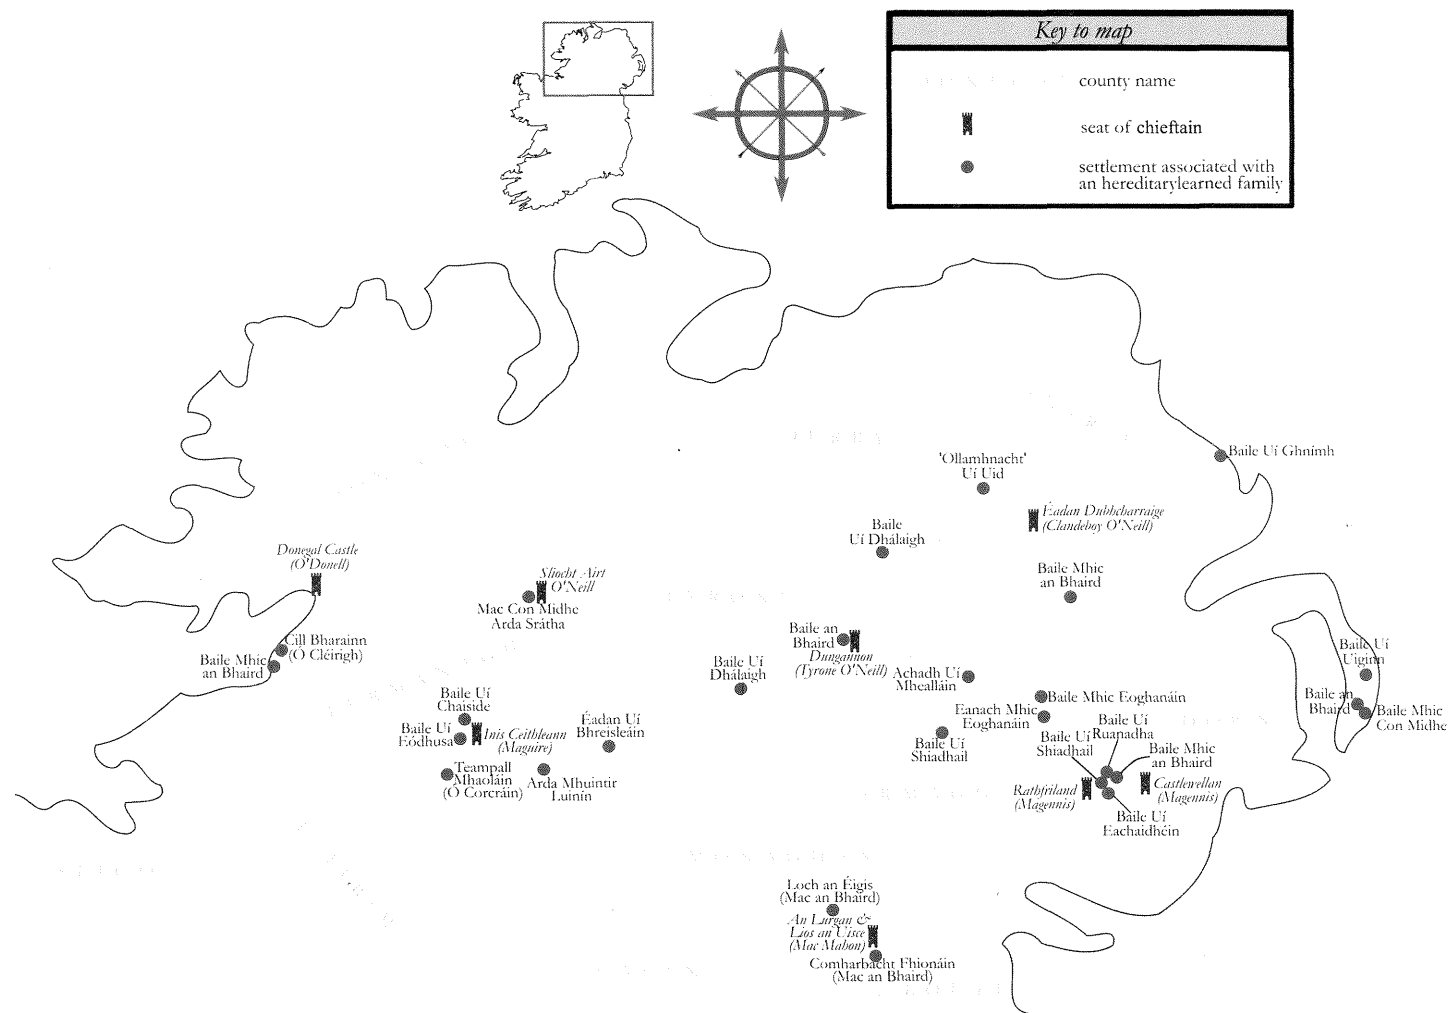 Key to map
county name
seat of chieftain
settlement associated with
an hereditarylearned family
Baile Uí Ghnímh
'Ollamhnacht'
Uí Uid
Éadan Dubhcharraige
(Clandeboy O'Neill)
Baile
Uí Dhálaigh
Donegal Castle
(O'Donell)
Baile Mhic
an Bhaird
Sliocht Airt
O'Neill
Mac Con Midhe
Arda Srátha
Baile an
Bhaird
Dungannon
(Tyrone O'Neill)
Cill Bharainn
(Ó Cléirigh)
Baile Mhic
an Bhaird
Baile Uí
Dhálaigh
Achadh Uí
Mhealláin
Baile Uí
Uiginn
Baile an
Bhaird
Baile Mhic
Con Midhe
Baile Uí
Chaiside
Baile Uí
Eódhusa
Inis Ceithleann
(Maguire)
Éadan Uí
Bhreisleáin
Baile Mhic Eoghanáin
Eanach Mhic
Eoghanáin
Baile Uí
Shiadhail
Baile Uí
Ruanadha
Baile Uí
Shiadhail
Baile Mhic
an Bhaird
Teampall
Mhaoláin
(Ó Corcráin)
Arda Mhuintir
Luinín
Rathfriland
(Magennis)
Castlewellan
(Magennis)
Baile Uí
Eachaidhéin
Loch an Éigis
(Mac an Bhaird)
An Lurgan &
Lios an Uisce
(Mac Mahon)
Comharbacht Fhionáin
(Mac an Bhaird)